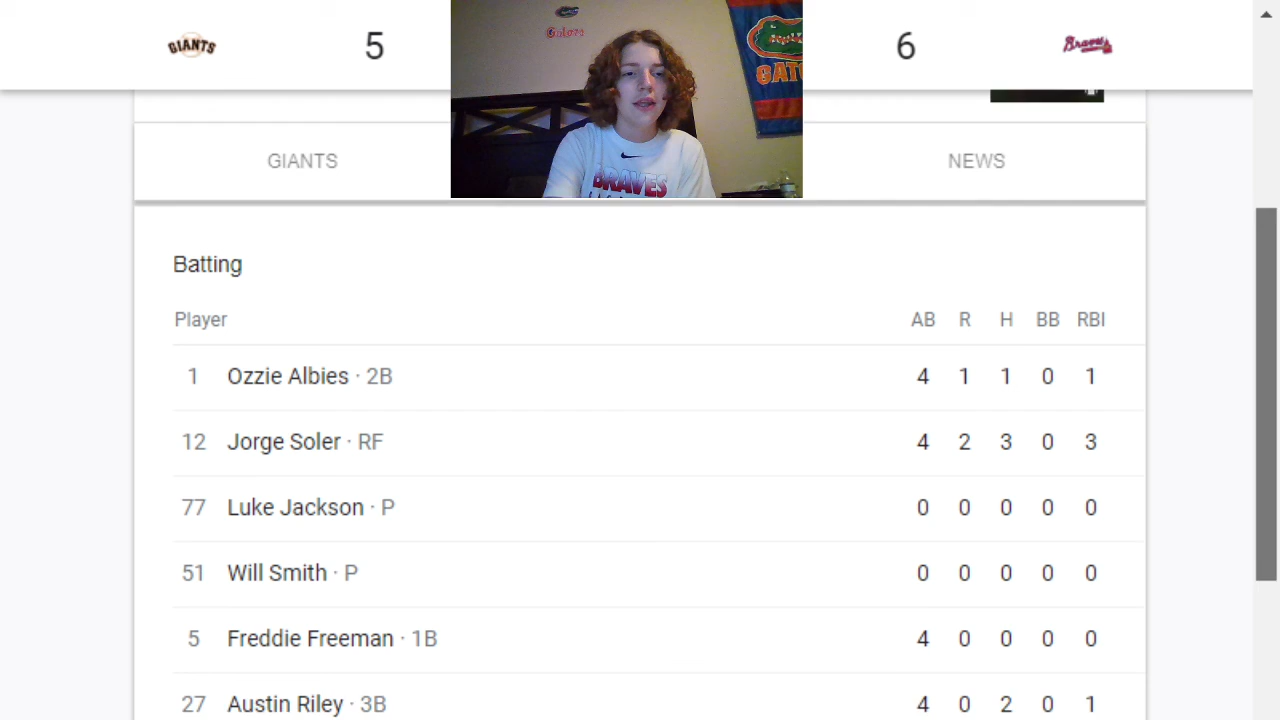 GIANTS
5
6
Braves
Gators
GATO
BRAVES
GIANTS
NEWS
Batting
Player AB R H BB RBI
1 Ozzie Albies · 2B 4 1 1 0 1
12 Jorge Soler · RF 4 2 3 0 3
77 Luke Jackson · P 0 0 0 0 0
51 Will Smith · P 0 0 0 0 0
5 Freddie Freeman · 1B 4 0 0 0 0
27 Austin Riley · 3B 4 0 2 0 1